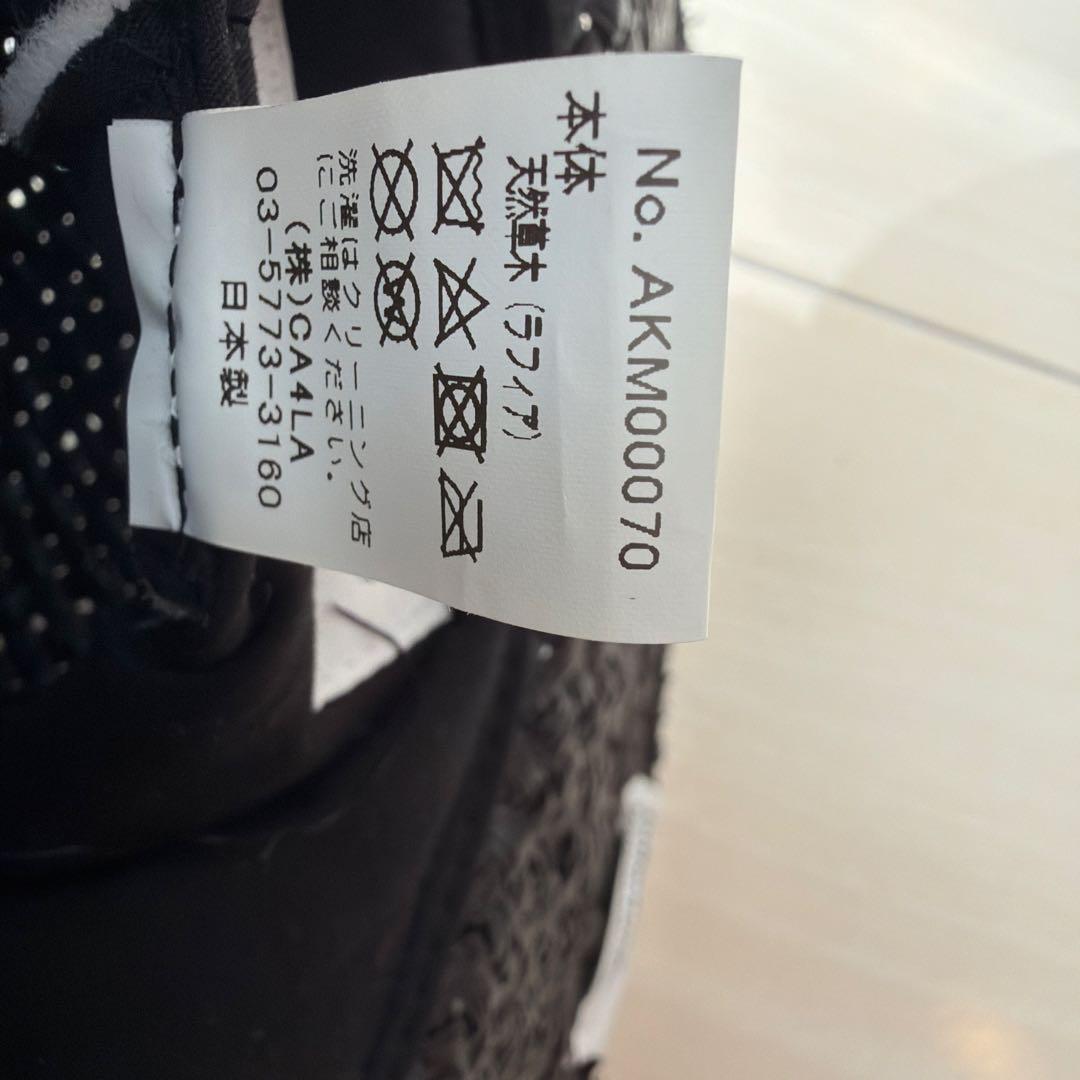 No. AKM000070
本体
天然草木 (ラフィア)
洗濯はクリーニング店
にご相談ください。
(株)CA4LA
03-5773-3160
日本製